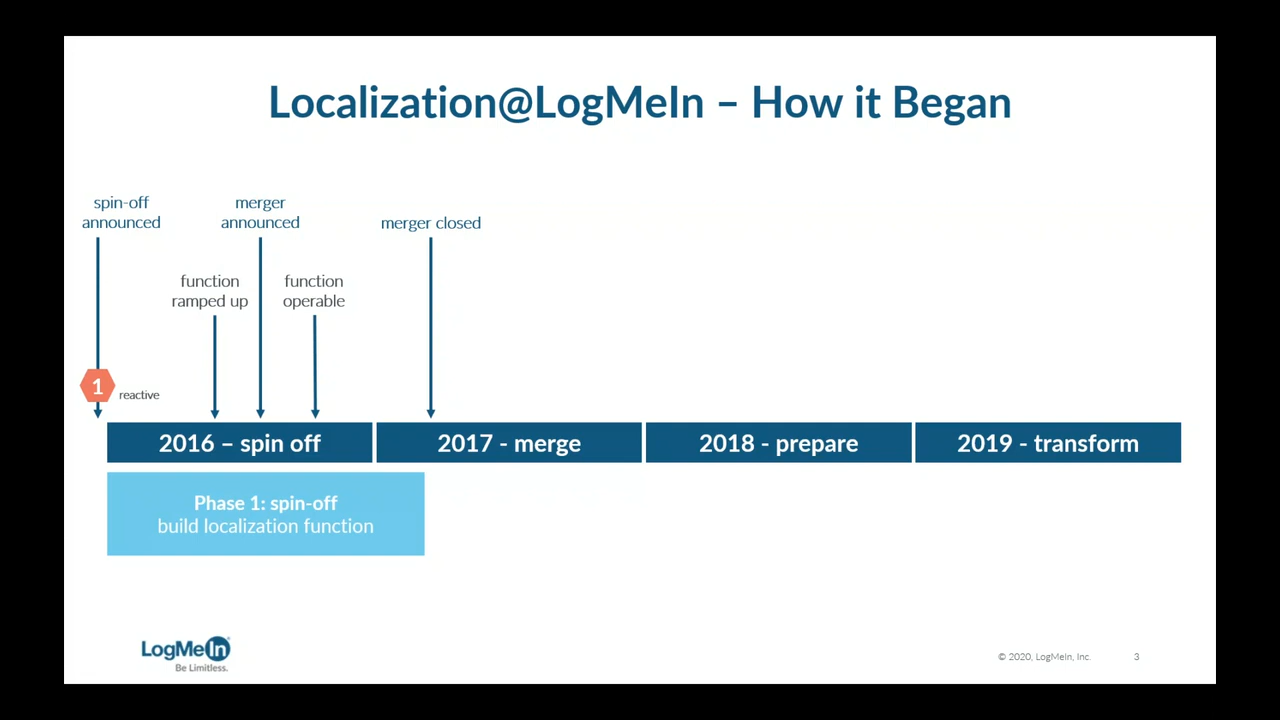 Localization@LogMeIn – How it Began
spin-off
announced
merger
announced
merger closed
function
ramped up
function
operable
1
reactive
2016 – spin off
2017 - merge
2018 - prepare
2019 - transform
Phase 1: spin-off
build localization function
LogMeIn
Be Limitless.
© 2020, LogMeIn, Inc.
3